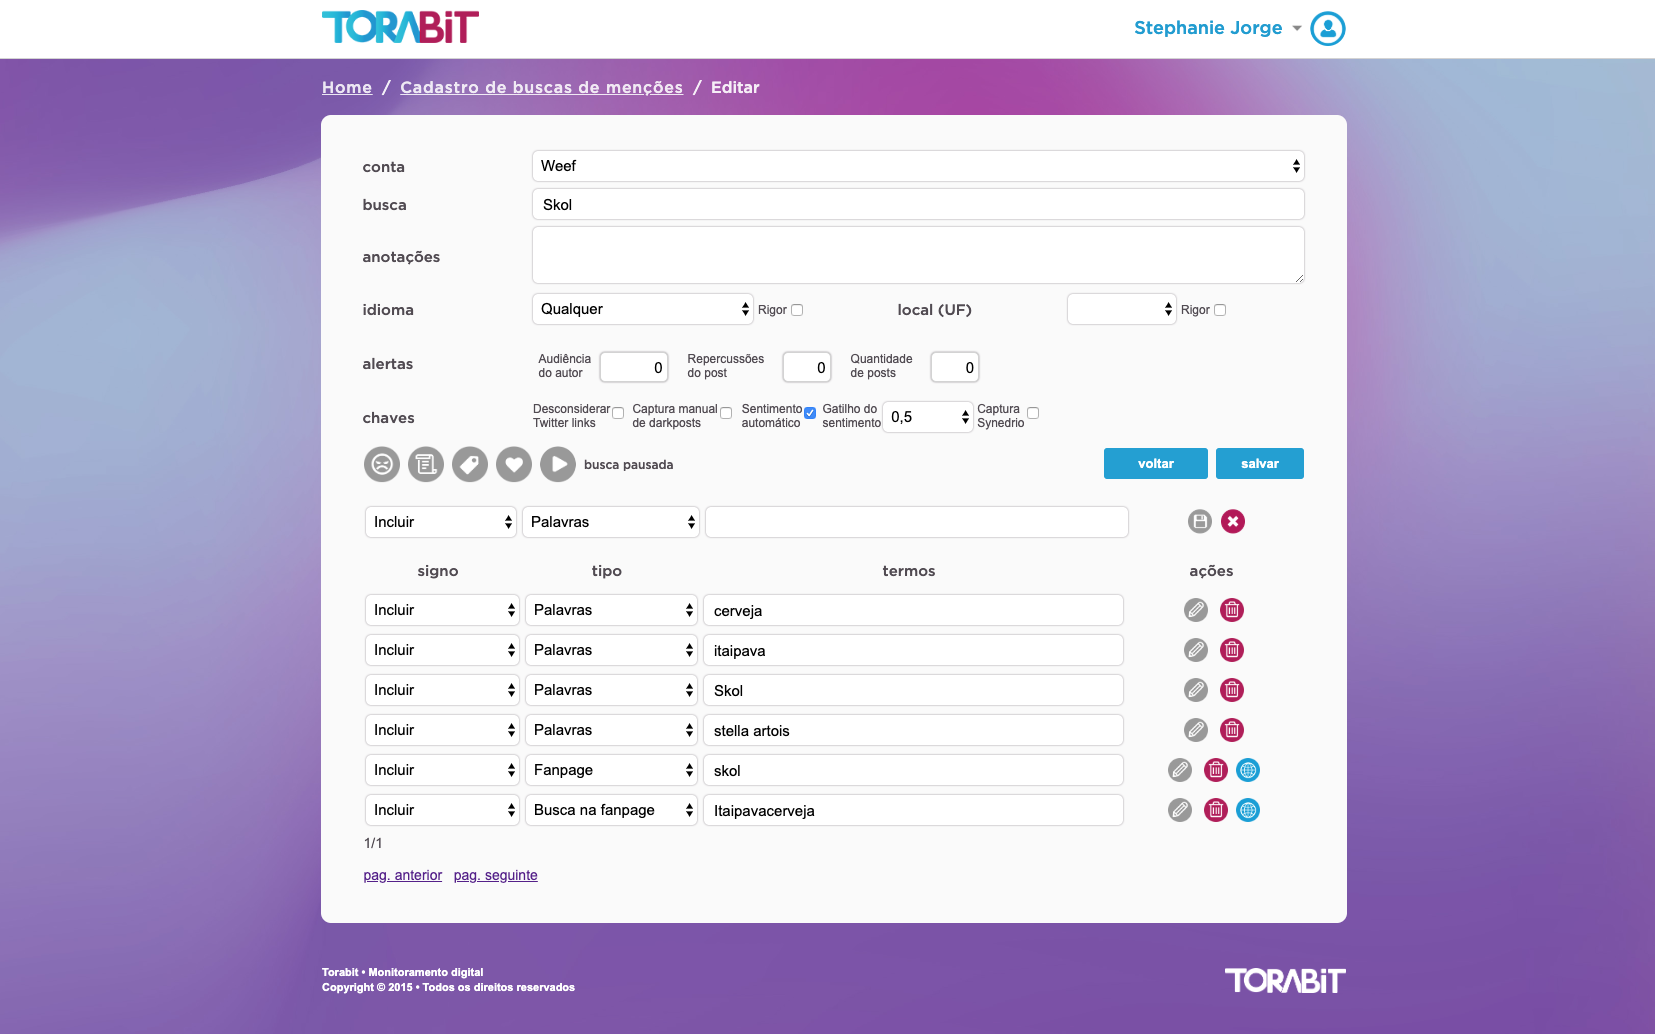 TORABiT
Stephanie Jorge
Home / Cadastro de buscas de menções / Editar
conta Weef
busca Skol
anotações
idioma Qualquer Rigor local (UF) Rigor
alertas Audiência do autor 0 Repercussões do post 0 Quantidade de posts 0
chaves Desconsiderar Twitter links Captura manual de darkposts Sentimento automático Gatilho do sentimento 0,5 Captura Synedrio
busca pausada voltar salvar
Incluir Palavras
signo tipo termos ações
Incluir Palavras cerveja
Incluir Palavras itaipava
Incluir Palavras Skol
Incluir Palavras stella artois
Incluir Fanpage skol
Incluir Busca na fanpage Itaipavacerveja
1/1
pag. anterior pag. seguinte
Torabit • Monitoramento digital
Copyright © 2015 • Todos os direitos reservados
TORABiT